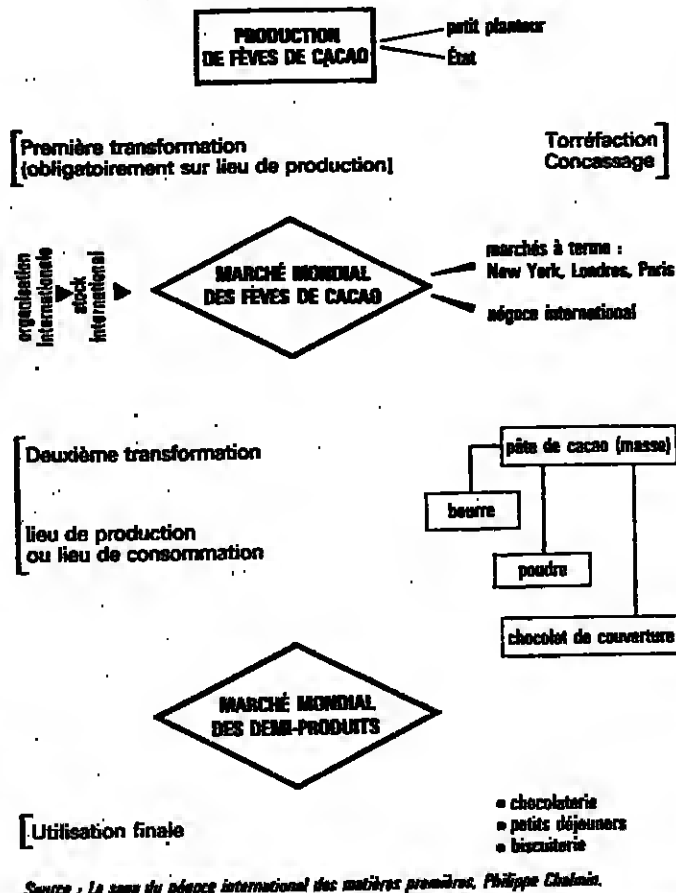 PRODUCTION
DE FÈVES DE CACAO
petit planteur
État
Première transformation
(obligatoirement sur lieu de production)
Torréfaction
Concassage
organisation
internationale
stock
international
MARCHÉ MONDIAL
DES FÈVES DE CACAO
marchés à terme :
New York, Londres, Paris
négoce international
Deuxième transformation
lieu de production
ou lieu de consommation
pâte de cacao (masse)
beurre
poudre
chocolat de couverture
MARCHÉ MONDIAL
DES DEMI-PRODUITS
Utilisation finale
• chocolaterie
• petits déjeuners
• biscuiterie
Source : La saga du négoce international des matières premières, Philippe Chalmin.